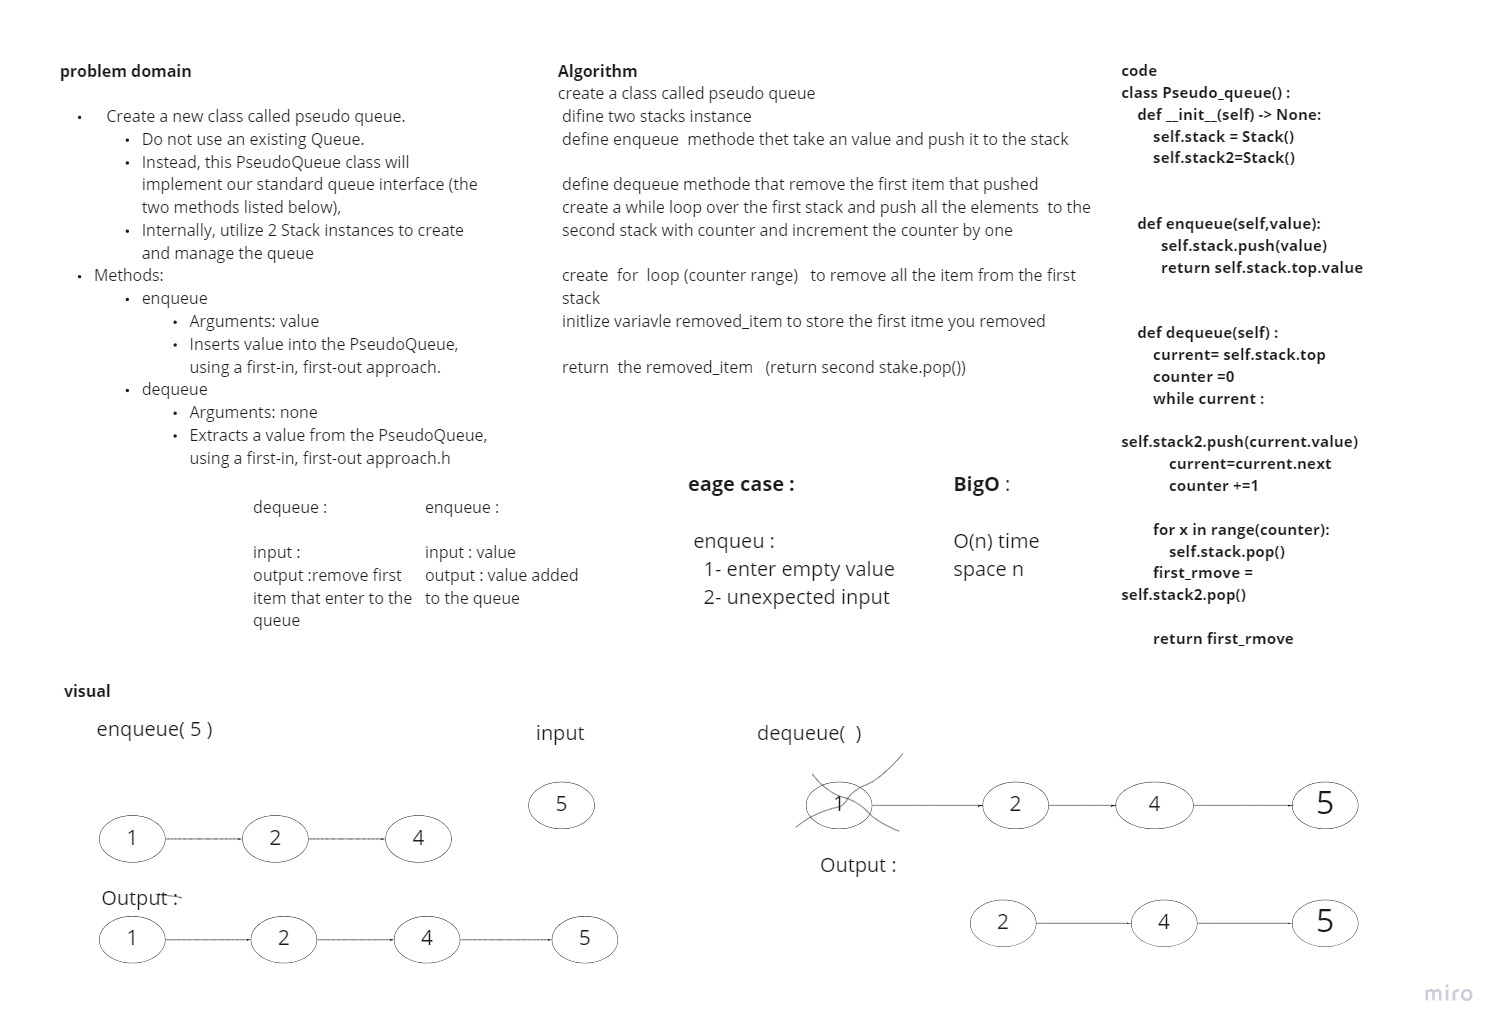 problem domain
Create a new class called pseudo queue.
Do not use an existing Queue.
Instead, this PseudoQueue class will
implement our standard queue interface (the
two methods listed below),
Internally, utilize 2 Stack instances to create
and manage the queue
Methods:
enqueue
Arguments: value
Inserts value into the PseudoQueue,
using a first-in, first-out approach.
dequeue
Arguments: none
Extracts a value from the PseudoQueue,
using a first-in, first-out approach.h
dequeue :
input :
output :remove first
item that enter to the
queue
enqueue :
input : value
output : value added
to the queue
Algorithm
create a class called pseudo queue
difine two stacks instance
define enqueue  methode thet take an value and push it to the stack
define dequeue methode that remove the first item that pushed
create a while loop over the first stack and push all the elements  to the
second stack with counter and increment the counter by one
create  for  loop (counter range)   to remove all the item from the first
stack
initlize variavle removed_item to store the first itme you removed
return  the removed_item   (return second stake.pop())
eage case :
enqueu :
1- enter empty value
2- unexpected input
BigO :
O(n) time
space n
code
class Pseudo_queue() :
def __init__(self) -> None:
self.stack = Stack()
self.stack2=Stack()
def enqueue(self,value):
self.stack.push(value)
return self.stack.top.value
def dequeue(self) :
current= self.stack.top
counter =0
while current :
self.stack2.push(current.value)
current=current.next
counter +=1
for x in range(counter):
self.stack.pop()
first_rmove =
self.stack2.pop()
return first_rmove
visual
enqueue( 5 )
input
5
1
2
4
Output :
1
2
4
5
dequeue(  )
1
2
4
5
Output :
2
4
5
miro